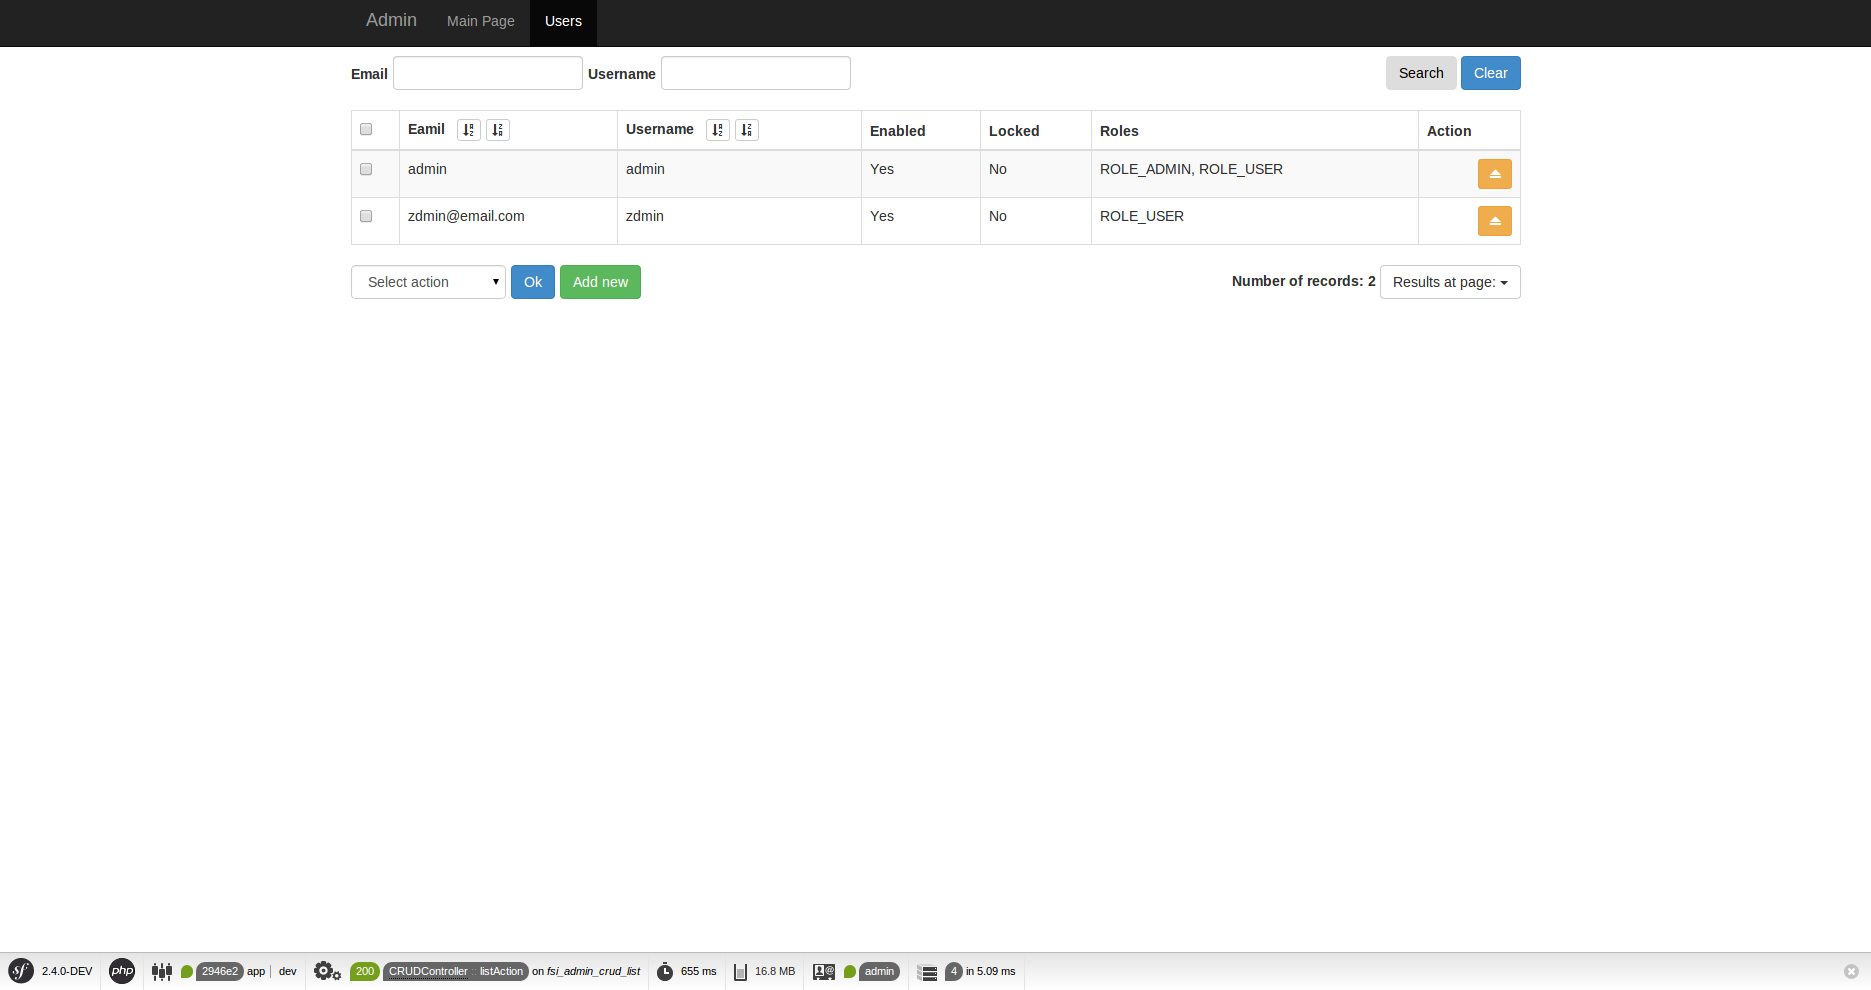 Admin Main Page Users
Email Username Search Clear
Eamil Username Enabled Locked Roles Action
admin admin Yes No ROLE_ADMIN, ROLE_USER
zdmin@email.com zdmin Yes No ROLE_USER
Select action Ok Add new Number of records: 2 Results at page:
sf 2.4.0-DEV php 2946e2 app | dev 200 CRUDController :: listAction on fsi_admin_crud_list 655 ms 16.8 MB admin 4 in 5.09 ms